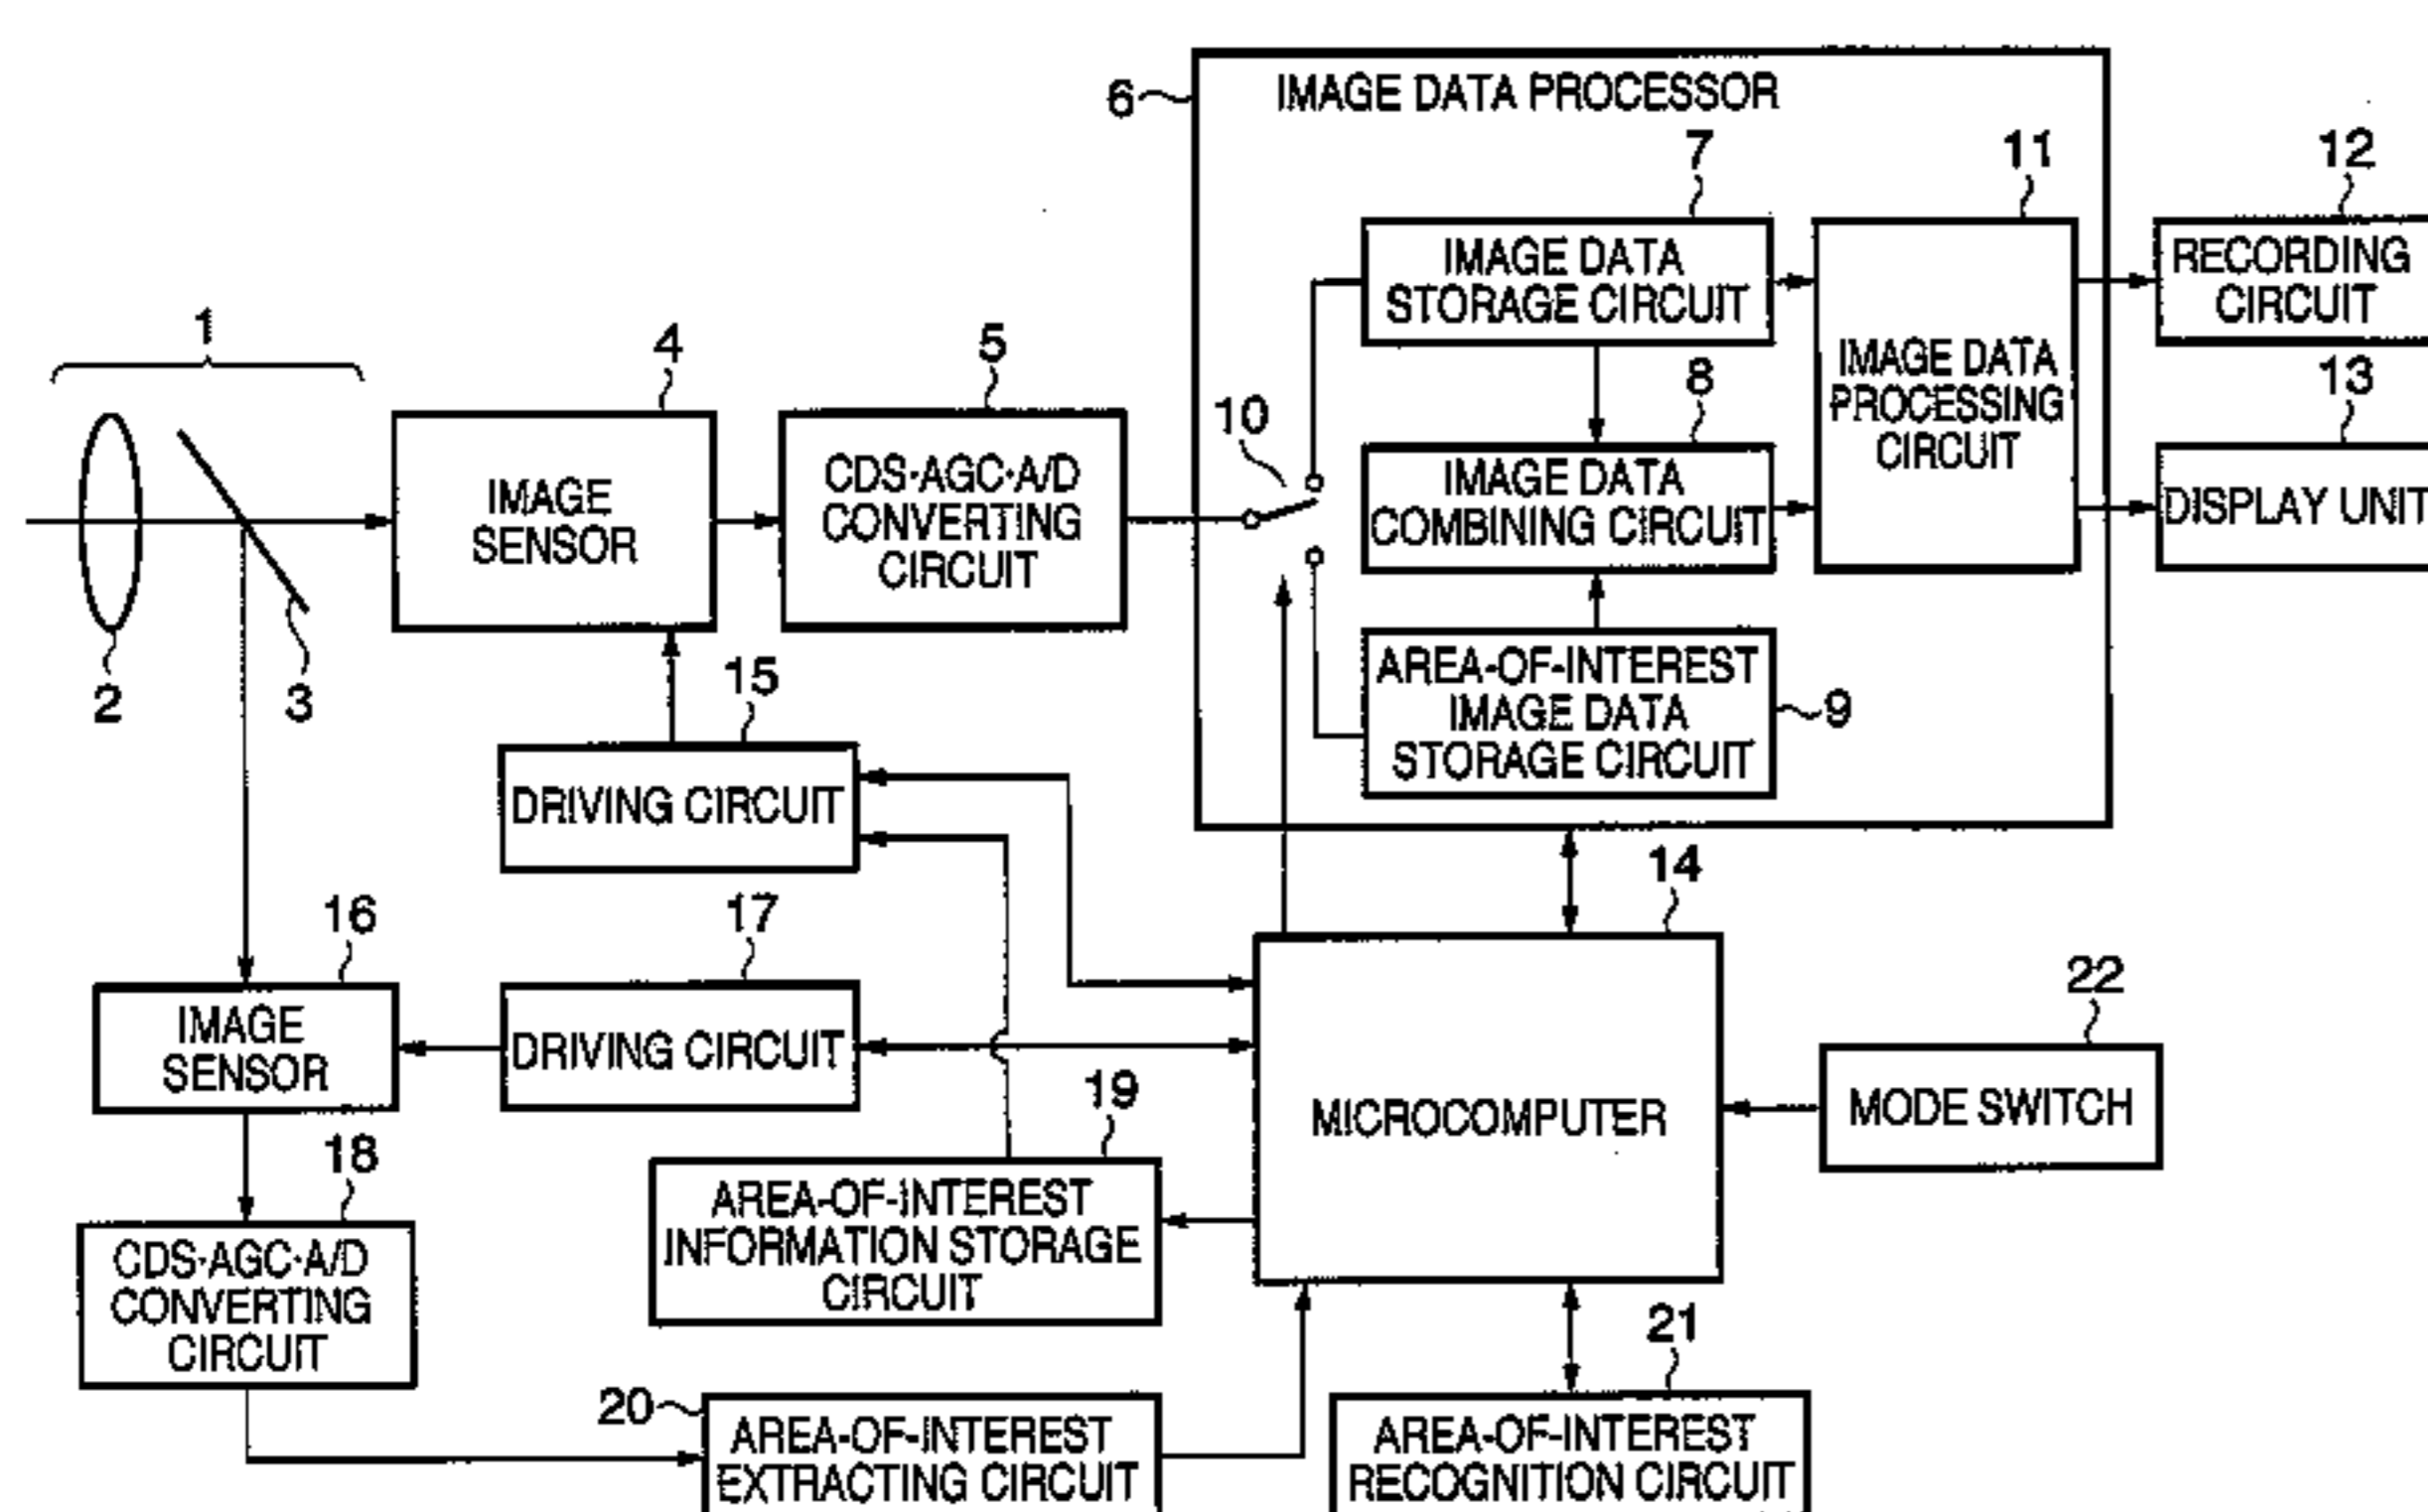 6
IMAGE DATA PROCESSOR
7
11
12
IMAGE DATA
STORAGE CIRCUIT
RECORDING
CIRCUIT
1
4
5
10
8
IMAGE DATA
PROCESSING
CIRCUIT
13
IMAGE
SENSOR
CDS·AGC·A/D
CONVERTING
CIRCUIT
IMAGE DATA
COMBINING CIRCUIT
DISPLAY UNIT
2
3
15
AREA-OF-INTEREST
IMAGE DATA
STORAGE CIRCUIT
9
DRIVING CIRCUIT
14
16
17
22
IMAGE
SENSOR
DRIVING CIRCUIT
MICROCOMPUTER
MODE SWITCH
18
19
CDS·AGC·A/D
CONVERTING
CIRCUIT
AREA-OF-INTEREST
INFORMATION STORAGE
CIRCUIT
20
21
AREA-OF-INTEREST
EXTRACTING CIRCUIT
AREA-OF-INTEREST
RECOGNITION CIRCUIT